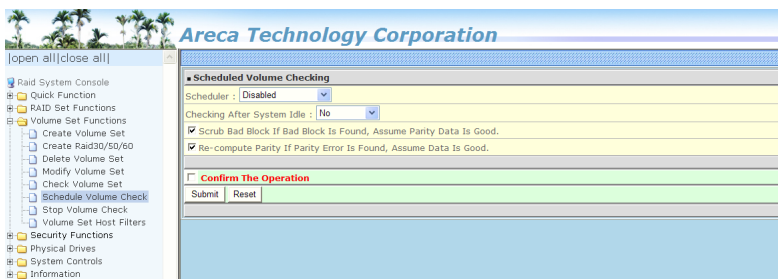 Areca Technology Corporation
|open all|close all|
Raid System Console
Quick Function
RAID Set Functions
Volume Set Functions
Create Volume Set
Create Raid30/50/60
Delete Volume Set
Modify Volume Set
Check Volume Set
Schedule Volume Check
Stop Volume Check
Volume Set Host Filters
Security Functions
Physical Drives
System Controls
Information
Scheduled Volume Checking
Scheduler : Disabled
Checking After System Idle : No
Scrub Bad Block If Bad Block Is Found, Assume Parity Data Is Good.
Re-compute Parity If Parity Error Is Found, Assume Data Is Good.
Confirm The Operation
Submit Reset